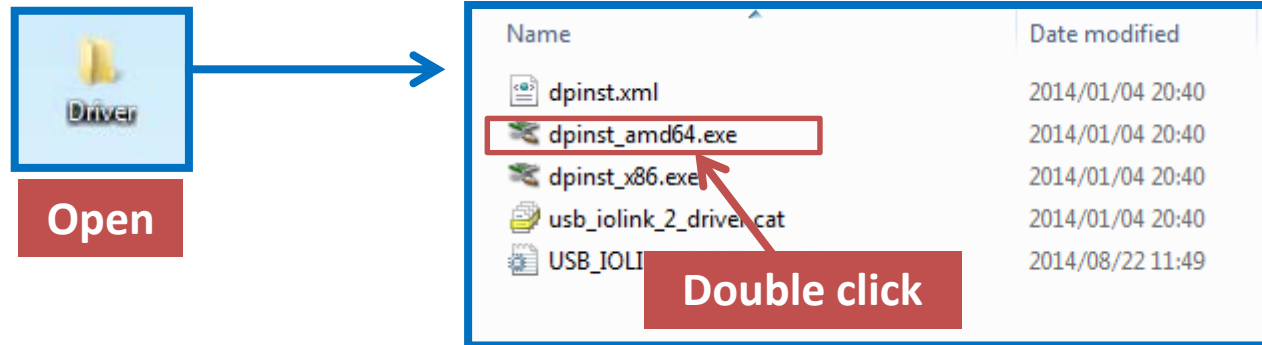 Driver
Open
Name Date modified
dpinst.xml 2014/01/04 20:40
dpinst_amd64.exe 2014/01/04 20:40
dpinst_x86.exe 2014/01/04 20:40
usb_iolink_2_driver.cat 2014/01/04 20:40
2014/08/22 11:49
Double click